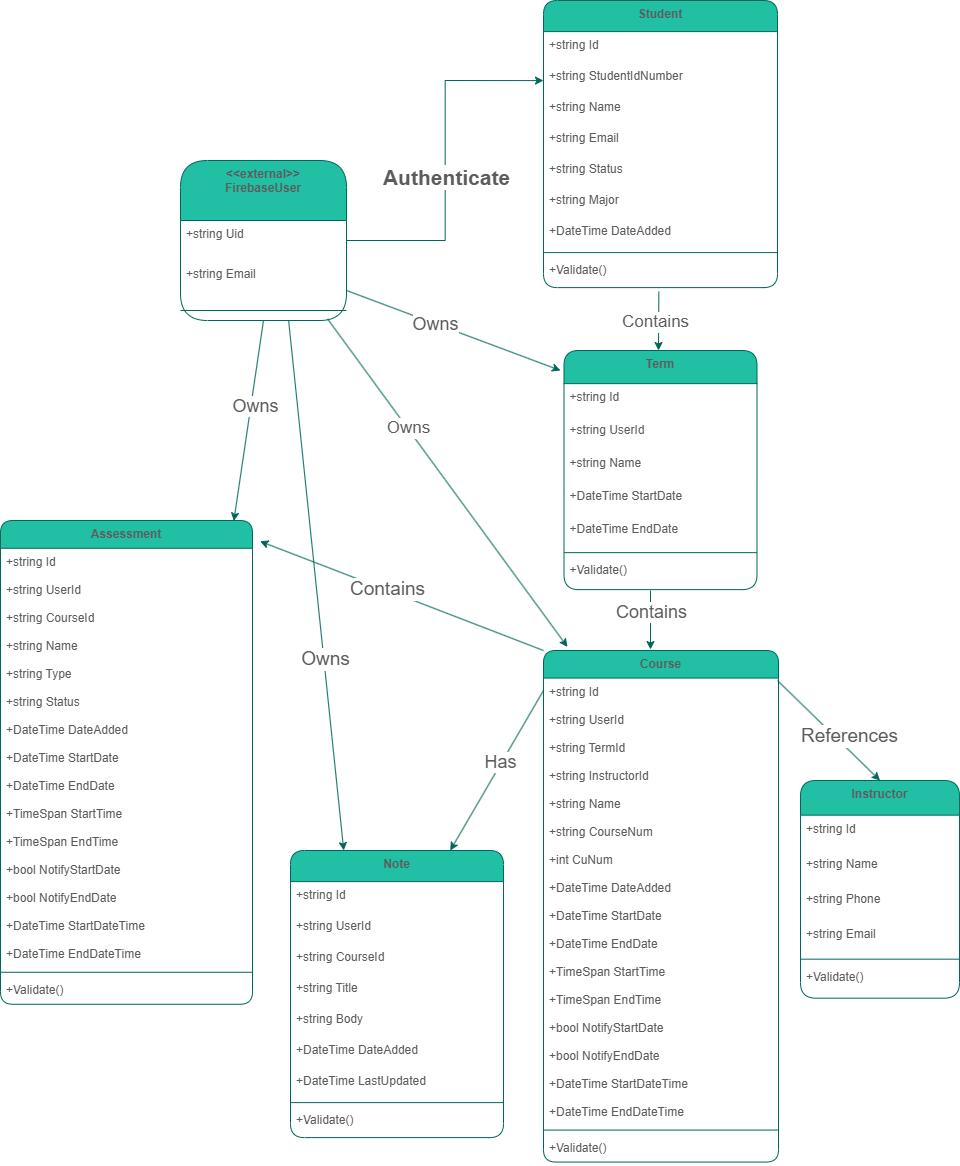 Student
+string Id
+string StudentIdNumber
+string Name
+string Email
+string Status
+string Major
+DateTime DateAdded
+Validate()
Authenticate
<<external>>
FirebaseUser
+string Uid
+string Email
Owns
Contains
Owns
Owns
Owns
Term
+string Id
+string UserId
+string Name
+DateTime StartDate
+DateTime EndDate
+Validate()
Contains
Contains
Assessment
+string Id
+string UserId
+string CourseId
+string Name
+string Type
+string Status
+DateTime DateAdded
+DateTime StartDate
+DateTime EndDate
+TimeSpan StartTime
+TimeSpan EndTime
+bool NotifyStartDate
+bool NotifyEndDate
+DateTime StartDateTime
+DateTime EndDateTime
+Validate()
Course
+string Id
+string UserId
+string TermId
+string InstructorId
+string Name
+string CourseNum
+int CuNum
+DateTime DateAdded
+DateTime StartDate
+DateTime EndDate
+TimeSpan StartTime
+TimeSpan EndTime
+bool NotifyStartDate
+bool NotifyEndDate
+DateTime StartDateTime
+DateTime EndDateTime
+Validate()
Has
References
Note
+string Id
+string UserId
+string CourseId
+string Title
+string Body
+DateTime DateAdded
+DateTime LastUpdated
+Validate()
Instructor
+string Id
+string Name
+string Phone
+string Email
+Validate()